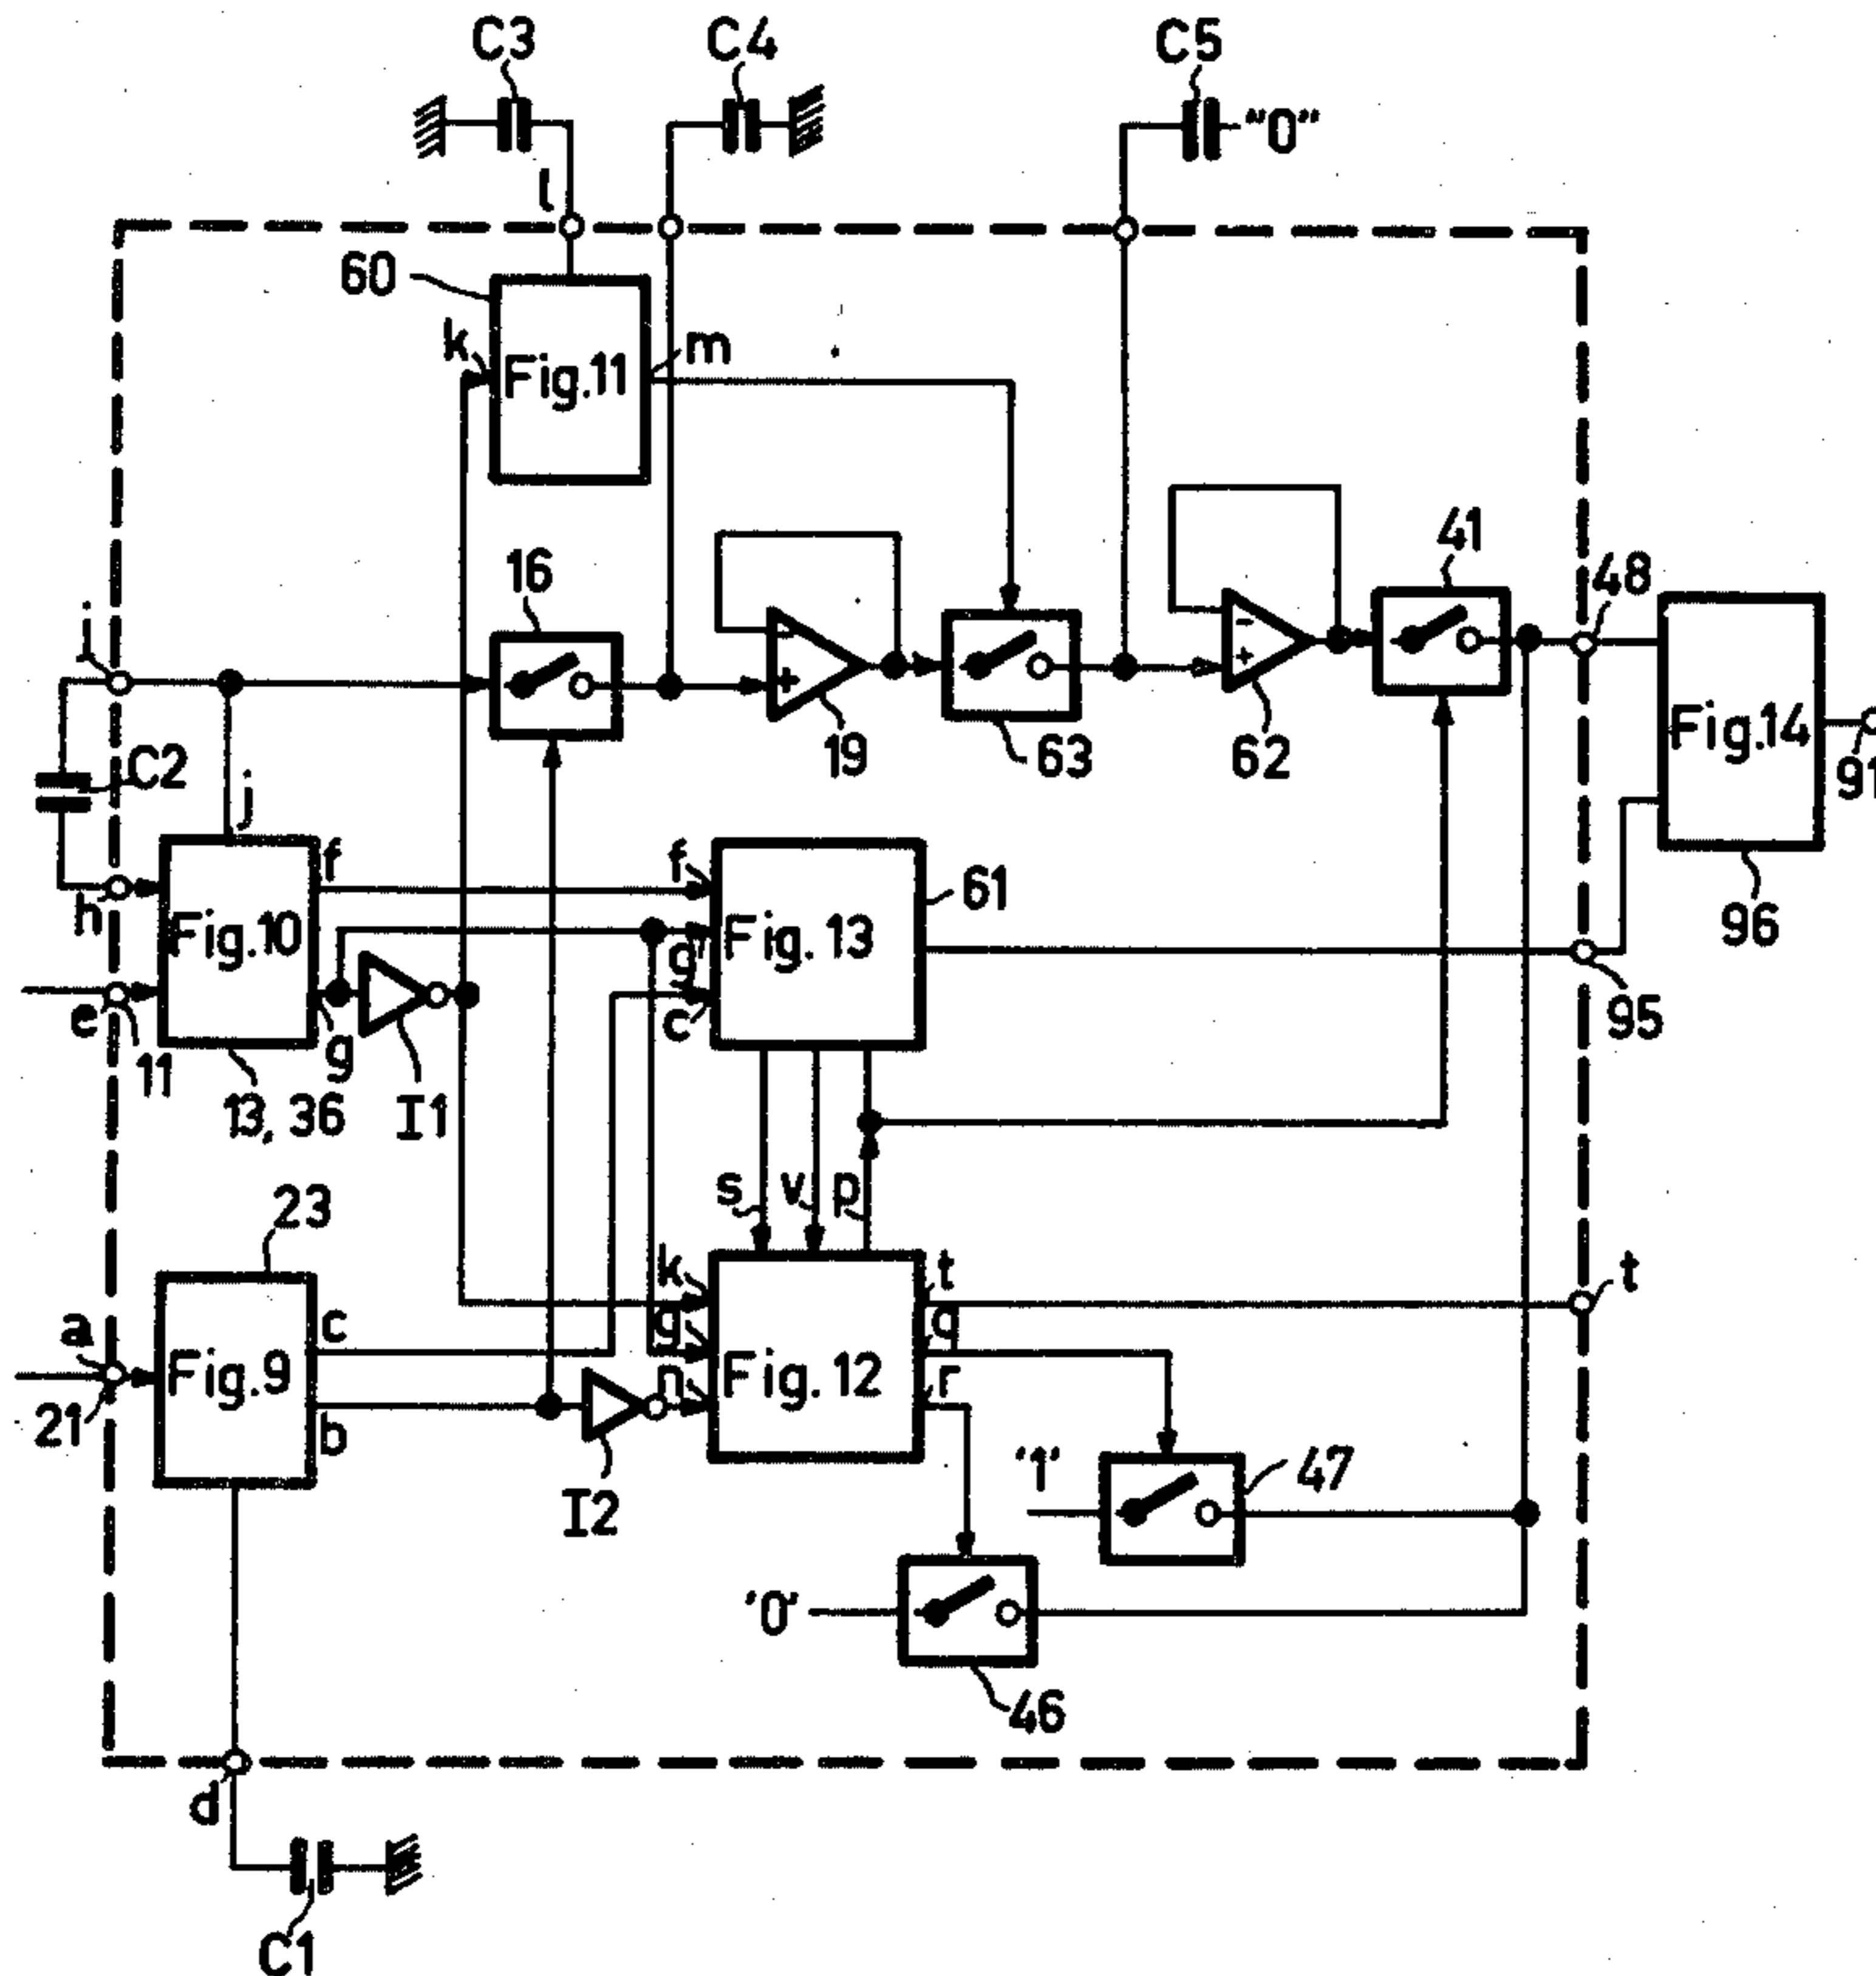 C3
C4
C5
"0"
l
60
k
Fig.11
m
16
41
48
j
19
63
62
Fig.14
91
C2
j
f
f
61
h
Fig.10
g
Fig.13
96
e
11
g
c
95
13, 36
I1
s
v
p
23
k
t
t
a
c
g
q
Fig.9
n
Fig.12
r
21
b
'1'
47
I2
'0'
46
d
C1